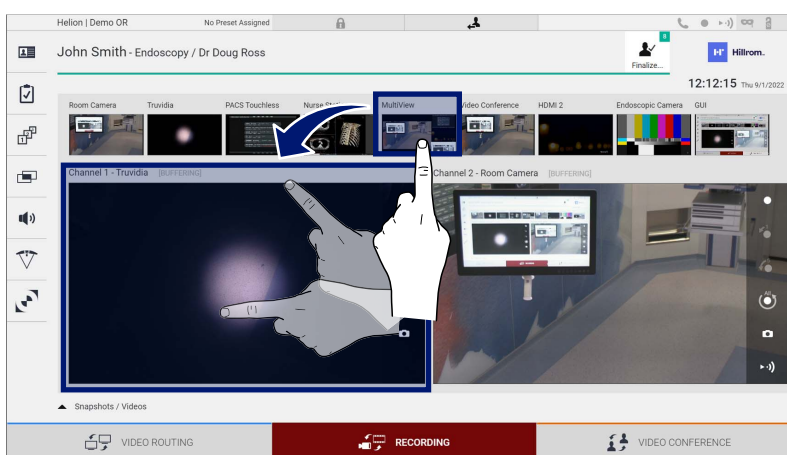 Helion | Demo OR
No Preset Assigned
John Smith - Endoscopy / Dr Doug Ross
8
Finalize...
Hillrom.
12:12:15 Thu 9/1/2022
Room Camera
Truvidia
PACS Touchless
Nurse
MultiView
Video Conference
HDMI 2
Endoscopic Camera
GUI
Channel 1 - Truvidia [BUFFERING]
Channel 2 - Room Camera [BUFFERING]
All
Snapshots / Videos
VIDEO ROUTING
RECORDING
VIDEO CONFERENCE